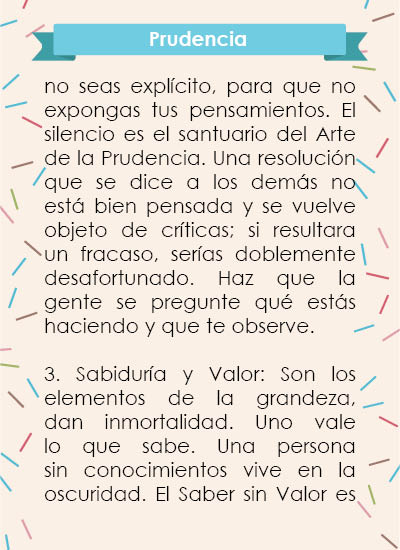 Prudencia
no seas explícito, para que no
expongas tus pensamientos. El
silencio es el santuario del Arte
de la Prudencia. Una resolución
que se dice a los demás no
está bien pensada y se vuelve
objeto de críticas; si resultara
un fracaso, serías doblemente
desafortunado. Haz que la
gente se pregunte qué estás
haciendo y que te observe.
3. Sabiduría y Valor: Son los
elementos de la grandeza,
dan inmortalidad. Uno vale
lo que sabe. Una persona
sin conocimientos vive en la
oscuridad. El Saber sin Valor es